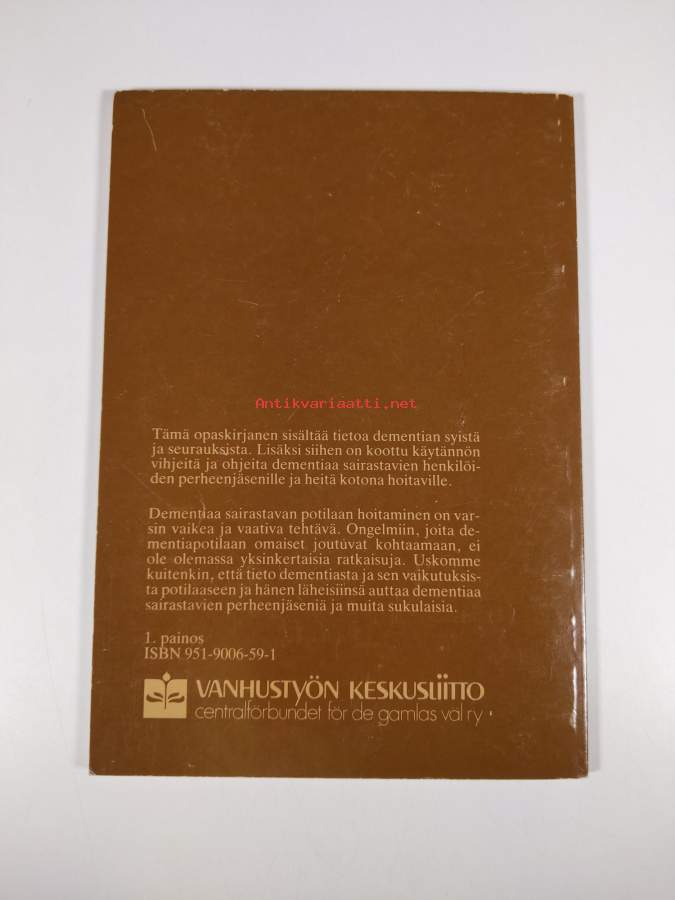 Antikvariaatti.net
Tämä opaskirjanen sisältää tietoa dementian syistä
ja seurauksista. Lisäksi siihen on koottu käytännön
vihjeitä ja ohjeita dementiaa sairastavien henkilöi-
den perheenjäsenille ja heitä kotona hoitaville.
Dementiaa sairastavan potilaan hoitaminen on var-
sin vaikea ja vaativa tehtävä. Ongelmiin, joita de-
mentiapotilaan omaiset joutuvat kohtaamaan, ei
ole olemassa yksinkertaisia ratkaisuja. Uskomme
kuitenkin, että tieto dementiasta ja sen vaikutuksis-
ta potilaaseen ja hänen läheisiinsä auttaa dementiaa
sairastavien perheenjäseniä ja muita sukulaisia.
1. painos
ISBN 951-9006-59-1
VANHUSTYÖN KESKUSLIITTO
centralförbundet för de gamlas väl ry